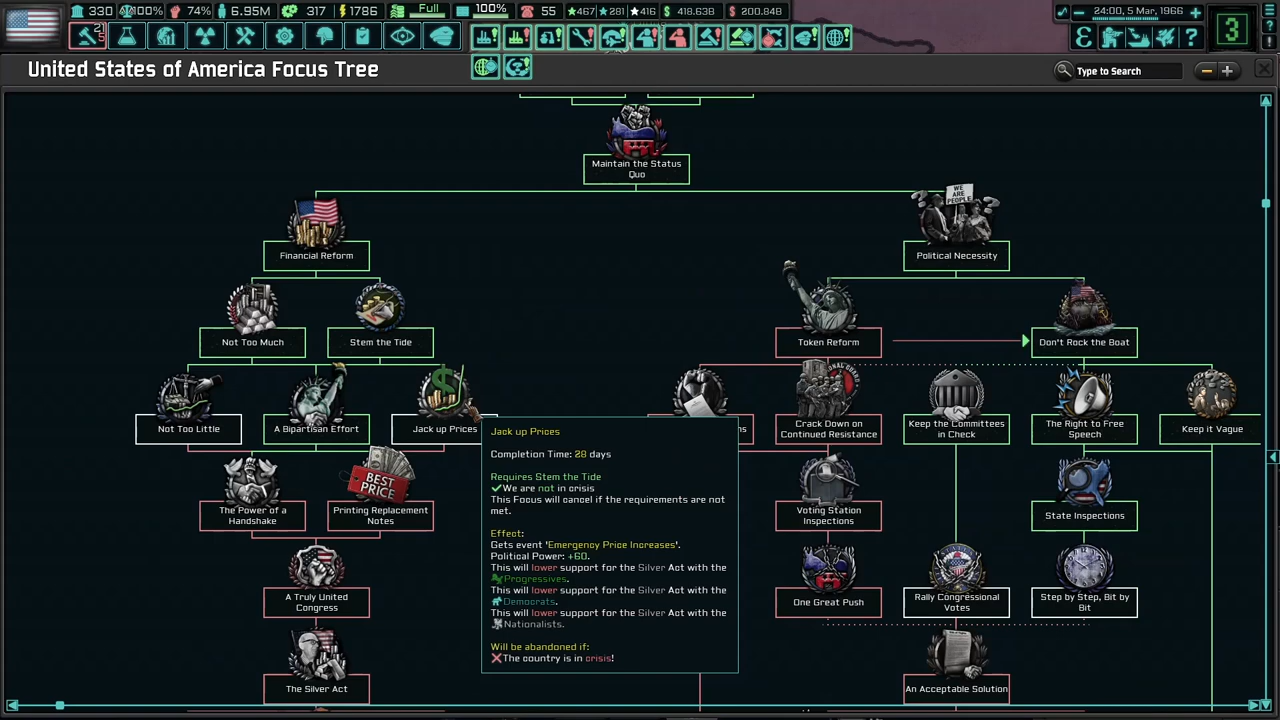 330 100% 74% 6.95M 317 1786 Full 100% 55 467 281 416 418.638 200.848 24:00, 5 Mar, 1966
3
United States of America Focus Tree
Type to Search
Maintain the Status
Quo
WE
ARE
PEOPLE
Financial Reform
Political Necessity
Not Too Much
Stem the Tide
Token Reform
Don't Rock the Boat
Not Too Little
A Bipartisan Effort
Jack up Prices
Crack Down on
Continued Resistance
Keep the Committees
in Check
The Right to Free
Speech
Keep it Vague
BEST
PRICE
The Power of a
Handshake
Printing Replacement
Notes
Voting Station
Inspections
State Inspections
A Truly United
Congress
One Great Push
Rally Congressional
Votes
Step by Step, Bit by
Bit
The Silver Act
An Acceptable Solution
Jack up Prices
Completion Time: 28 days
Requires Stem the Tide
We are not in crisis
This Focus will cancel if the requirements are not
met.
Effect:
Gets event 'Emergency Price Increases'.
Political Power: +60.
This will lower support for the Silver Act with the
Progressives.
This will lower support for the Silver Act with the
Democrats.
This will lower support for the Silver Act with the
Nationalists.
Will be abandoned if:
The country is in crisis!